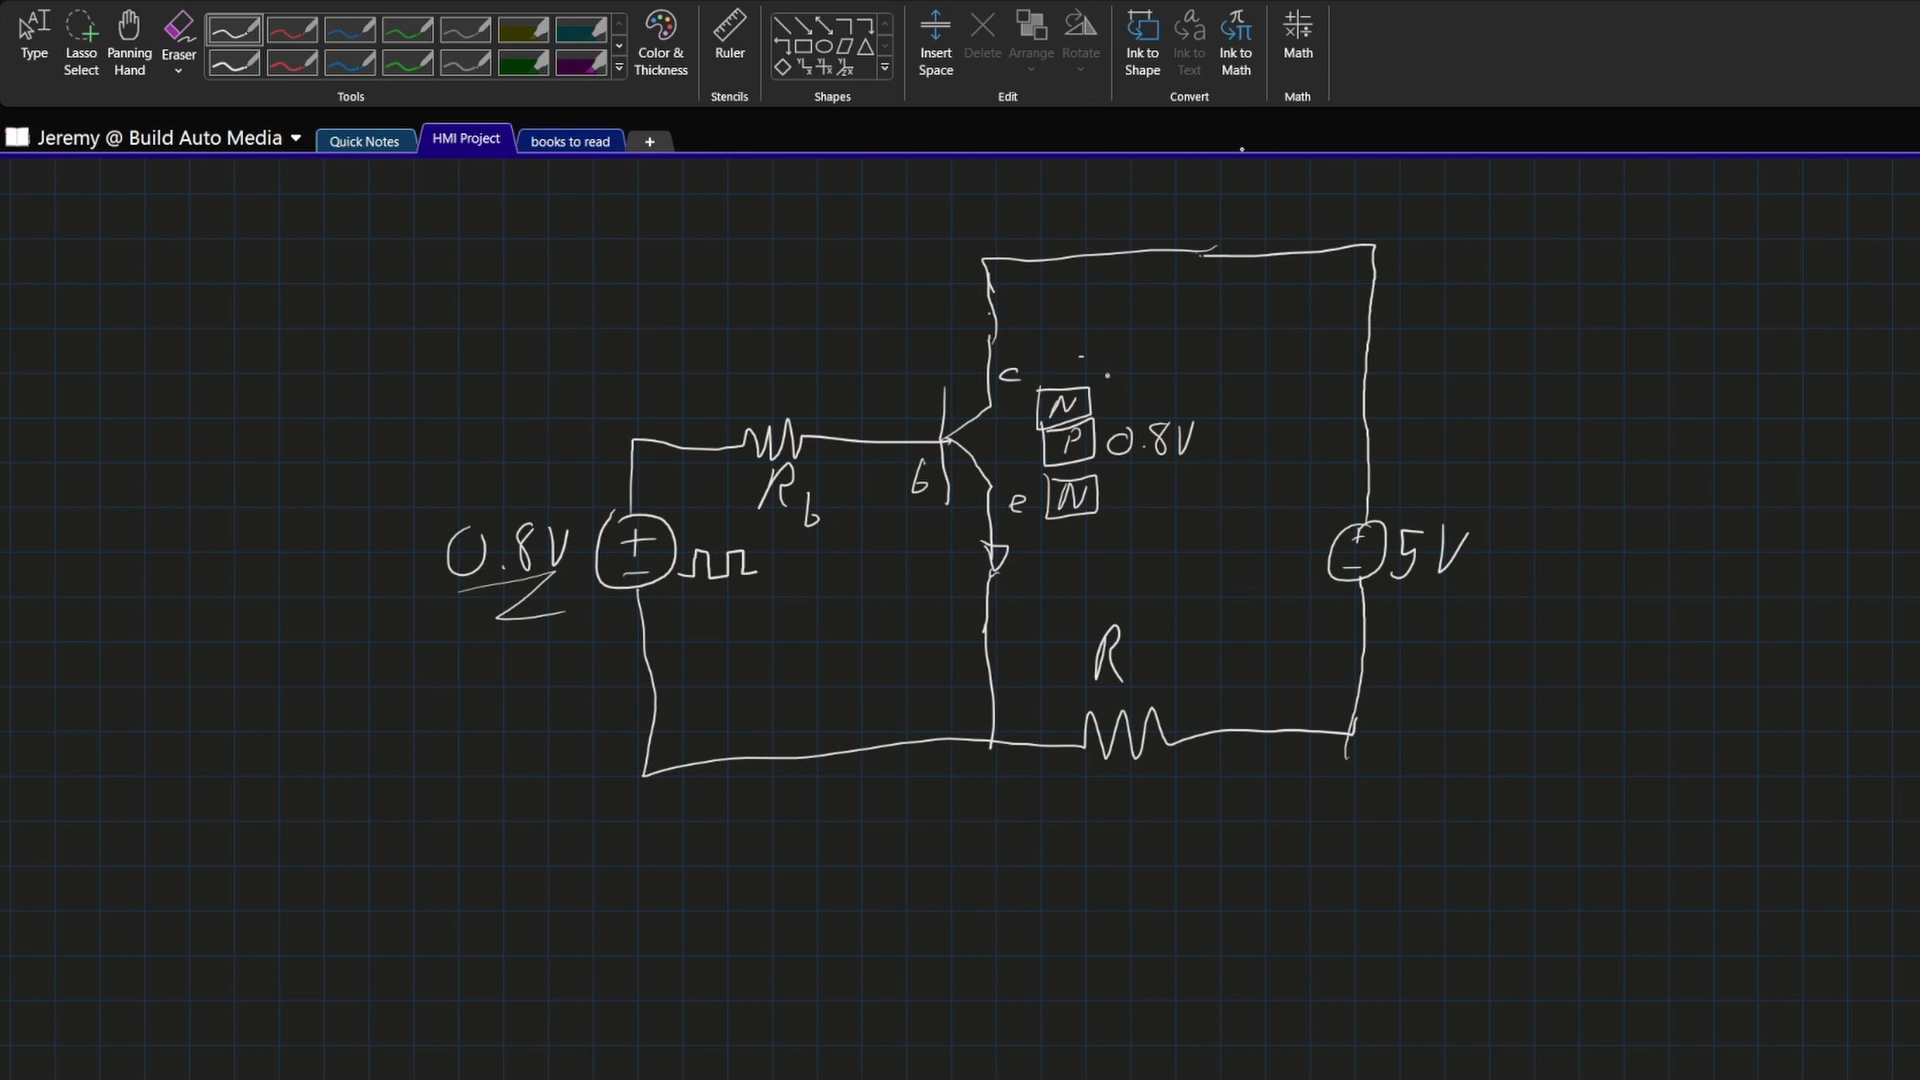 Type
Lasso Select
Panning Hand
Eraser
Color & Thickness
Ruler
Insert Space
Delete
Arrange
Rotate
Ink to Shape
Ink to Text
Ink to Math
Math
Tools
Stencils
Shapes
Edit
Convert
Math
Jeremy @ Build Auto Media
Quick Notes
HMI Project
books to read
+
c
N
P 0.8V
Rb
b
e
N
0.8V
+
−
+
−
5V
R